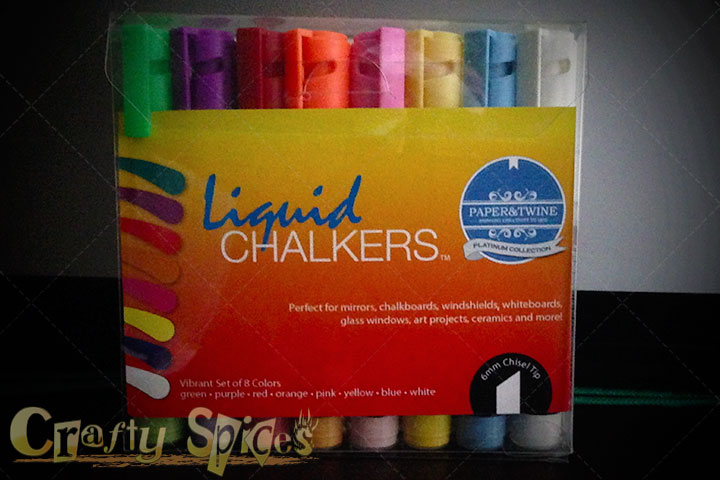 Liquid
CHALKERS™
PAPER&TWINE
PLATINUM COLLECTION
Perfect for mirrors, chalkboards, windshields, whiteboards,
glass windows, art projects, ceramics and more!
6mm Chisel Tip
Vibrant Set of 8 Colors
green • purple • red • orange • pink • yellow • blue • white
Crafty Spices